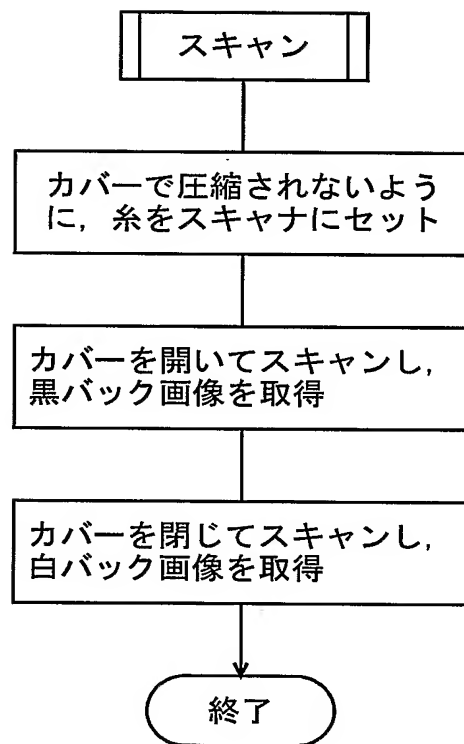 スキャン
カバーで圧縮されないよう
に，糸をスキャナにセット
カバーを開いてスキャンし，
黒バック画像を取得
カバーを閉じてスキャンし，
白バック画像を取得
終了